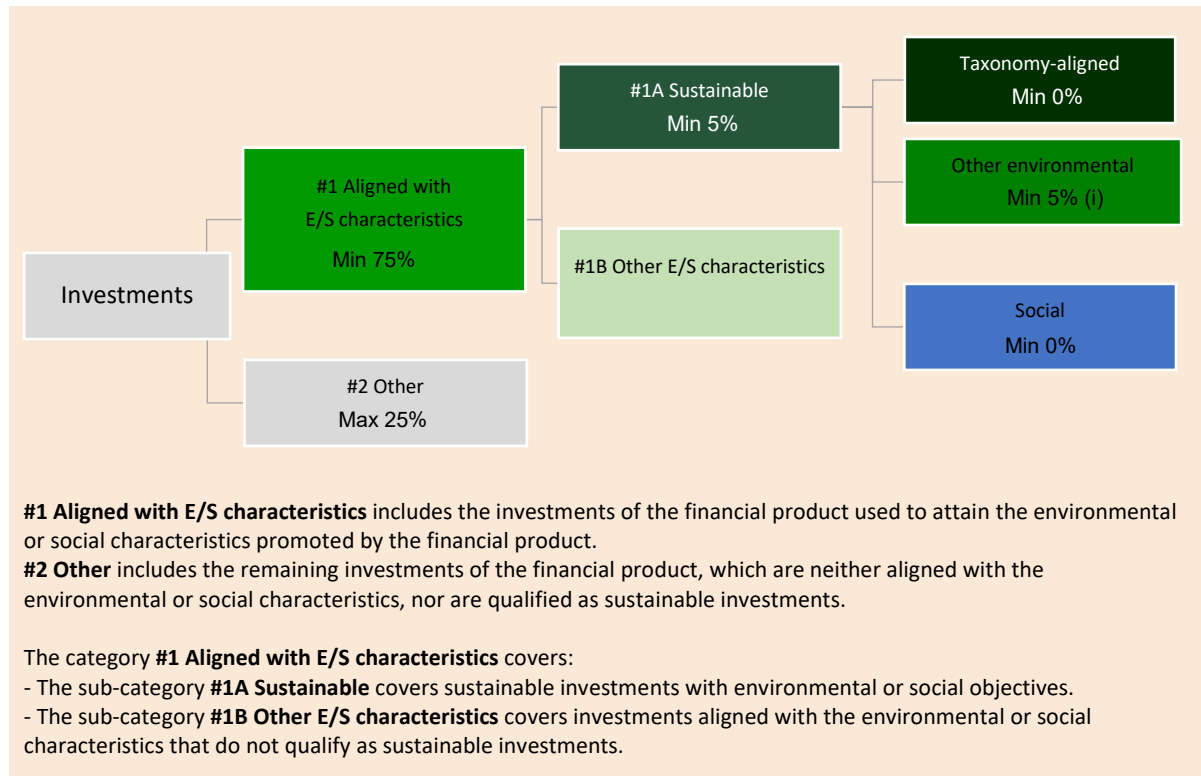 Investments
#1 Aligned with
E/S characteristics
Min 75%
#2 Other
Max 25%
#1A Sustainable
Min 5%
#1B Other E/S characteristics
Taxonomy-aligned
Min 0%
Other environmental
Min 5% (i)
Social
Min 0%
#1 Aligned with E/S characteristics includes the investments of the financial product used to attain the environmental
or social characteristics promoted by the financial product.
#2 Other includes the remaining investments of the financial product, which are neither aligned with the
environmental or social characteristics, nor are qualified as sustainable investments.
The category #1 Aligned with E/S characteristics covers:
- The sub-category #1A Sustainable covers sustainable investments with environmental or social objectives.
- The sub-category #1B Other E/S characteristics covers investments aligned with the environmental or social
characteristics that do not qualify as sustainable investments.